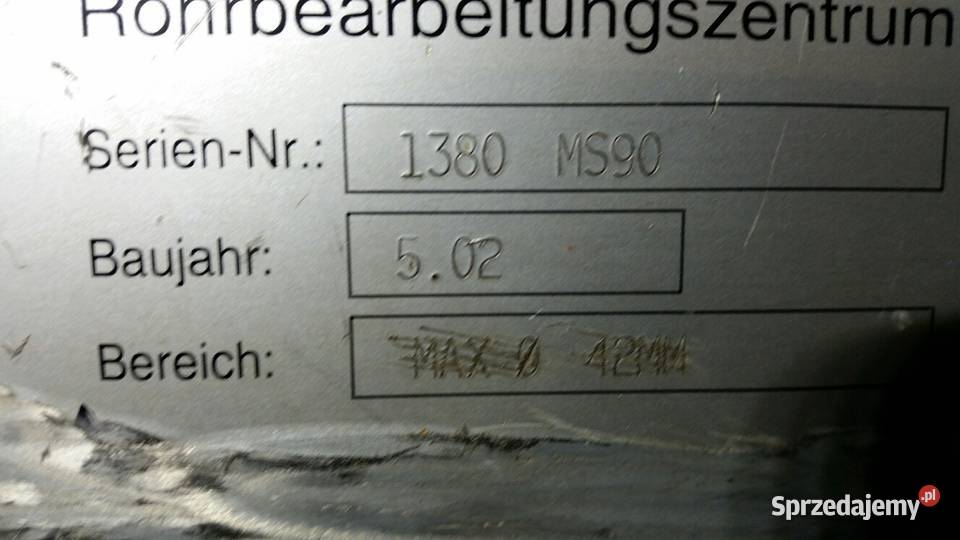 Rohrbearbeitungszentrum
Serien-Nr.: 1380 MS90
Baujahr: 5.02
Bereich: MAX Ø 42MM
Sprzedajemy.pl